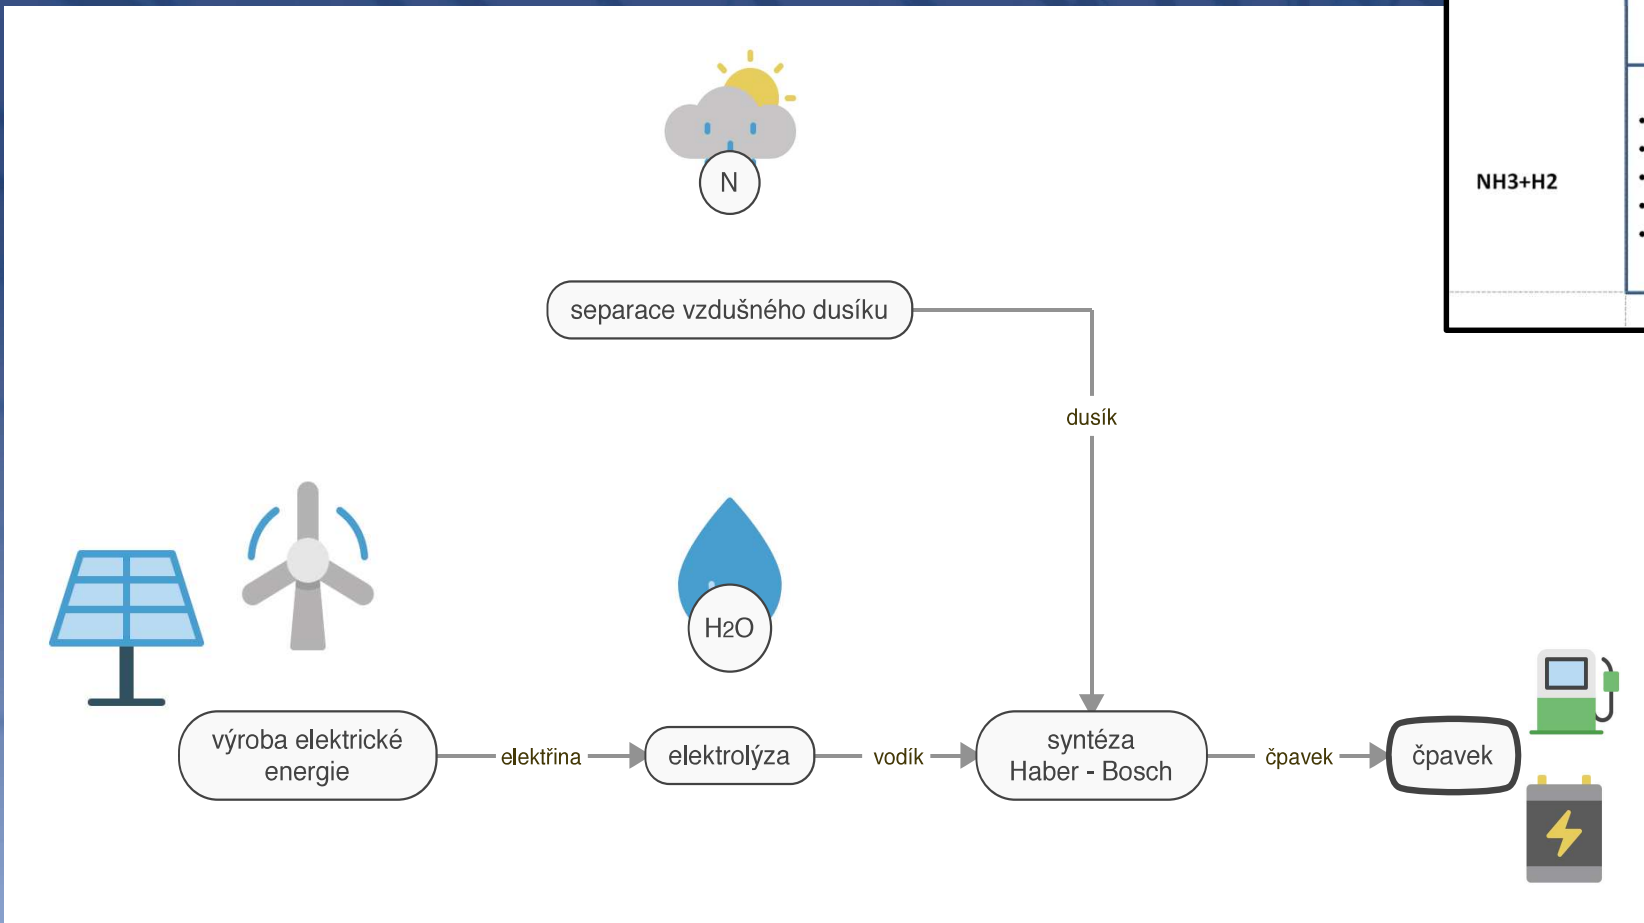 N
NH3+H2
separace vzdušného dusíku
dusík
H2O
výroba elektrické
energie
elektřina
elektrolýza
vodík
syntéza
Haber - Bosch
čpavek
čpavek